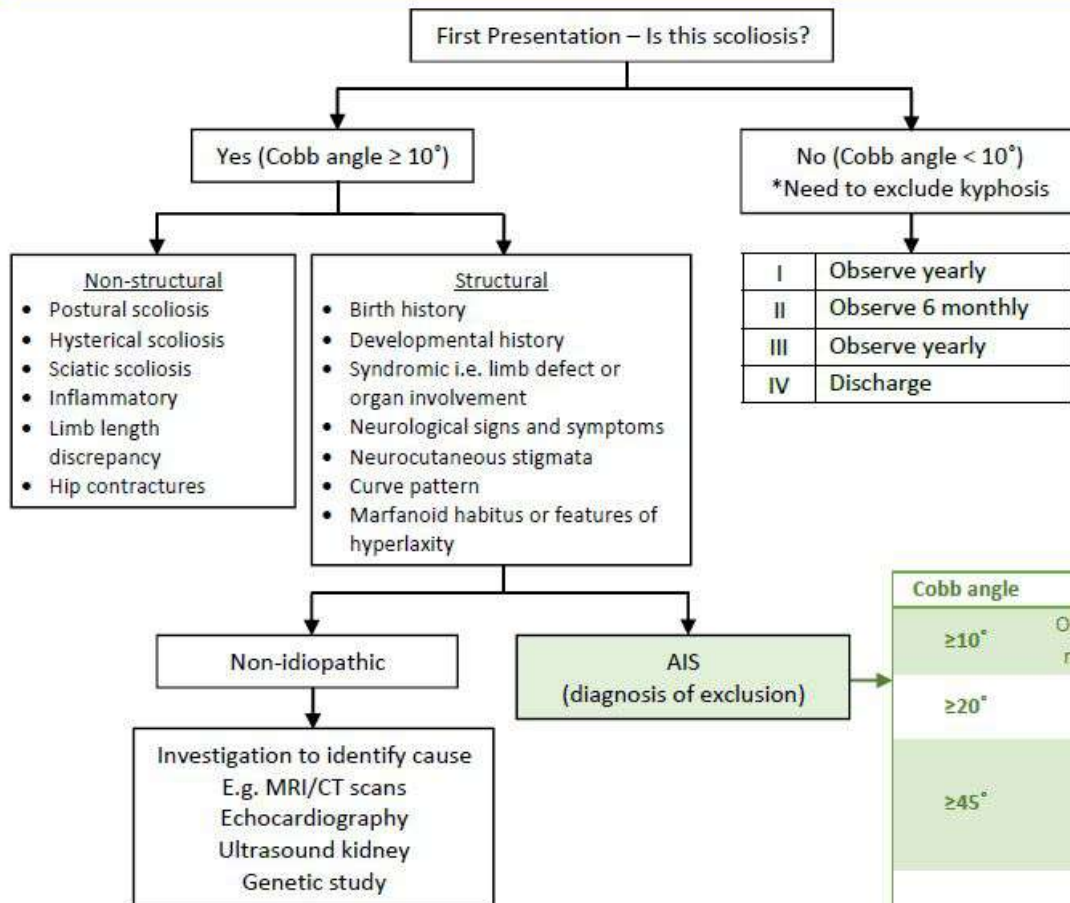 First Presentation – Is this scoliosis?
Yes (Cobb angle ≥ 10˚)
No (Cobb angle < 10˚)
*Need to exclude kyphosis
Non-structural
• Postural scoliosis
• Hysterical scoliosis
• Sciatic scoliosis
• Inflammatory
• Limb length
discrepancy
• Hip contractures
Structural
• Birth history
• Developmental history
• Syndromic i.e. limb defect or
organ involvement
• Neurological signs and symptoms
• Neurocutaneous stigmata
• Curve pattern
• Marfanoid habitus or features of
hyperlaxity
I Observe yearly
II Observe 6 monthly
III Observe yearly
IV Discharge
Non-idiopathic
AIS
(diagnosis of exclusion)
Investigation to identify cause
E.g. MRI/CT scans
Echocardiography
Ultrasound kidney
Genetic study
Cobb angle
≥10˚
≥20˚
≥45˚